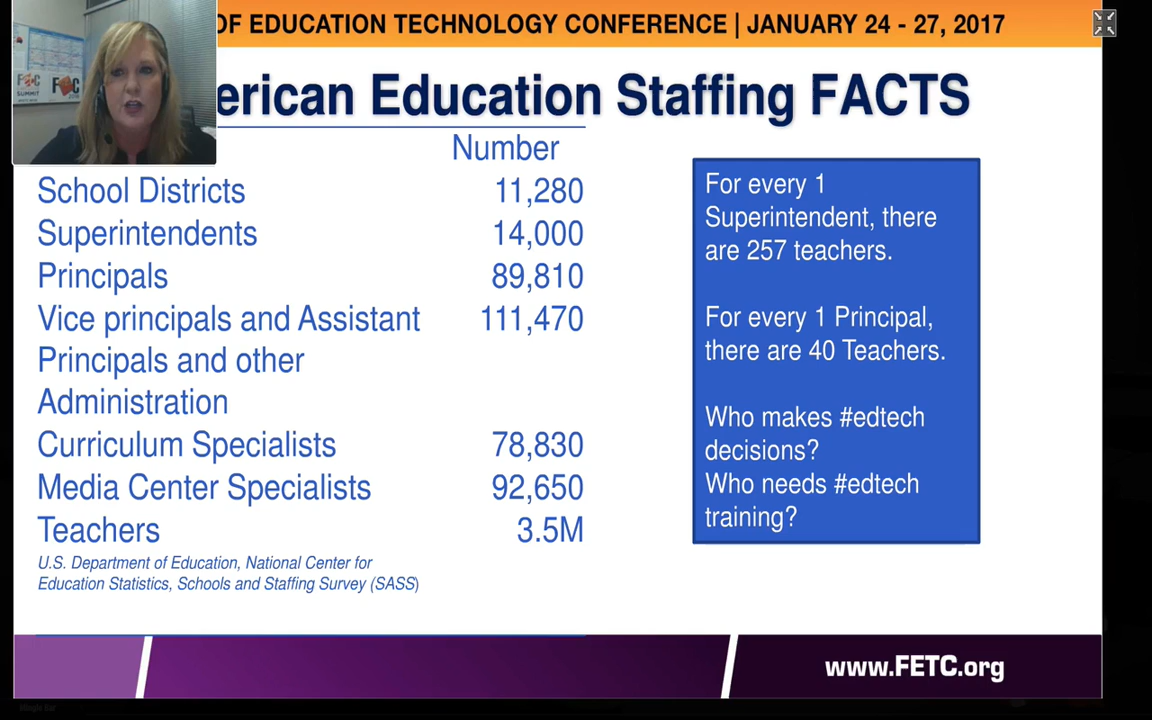 OF EDUCATION TECHNOLOGY CONFERENCE | JANUARY 24 - 27, 2017
erican Education Staffing FACTS
Number
School Districts 11,280
Superintendents 14,000
Principals 89,810
Vice principals and Assistant 111,470
Principals and other
Administration
Curriculum Specialists 78,830
Media Center Specialists 92,650
Teachers 3.5M
U.S. Department of Education, National Center for
Education Statistics, Schools and Staffing Survey (SASS)
For every 1
Superintendent, there
are 257 teachers.
For every 1 Principal,
there are 40 Teachers.
Who makes #edtech
decisions?
Who needs #edtech
training?
www.FETC.org